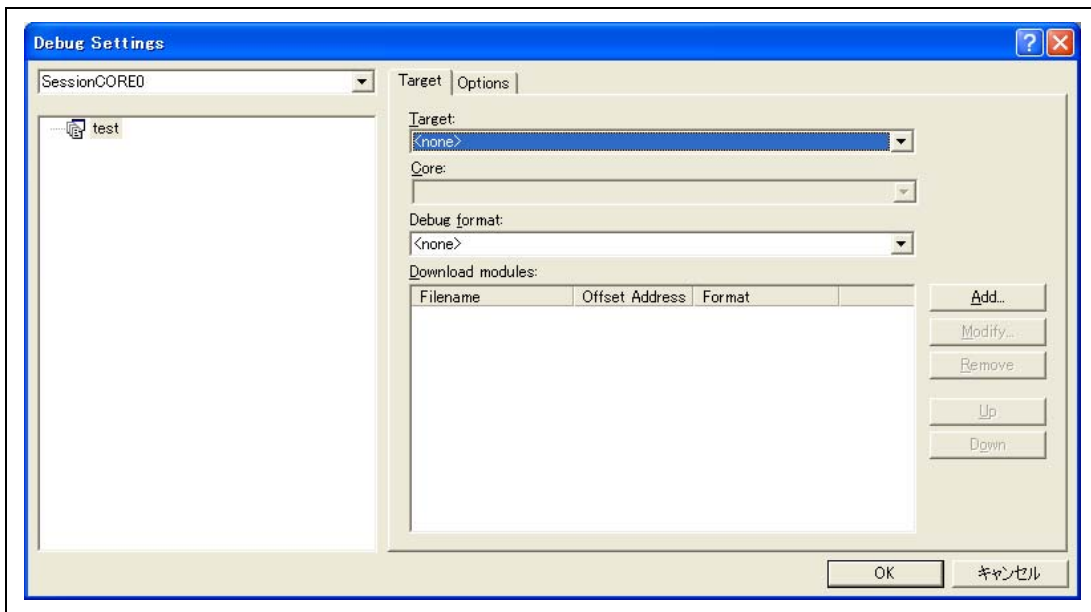 Debug Settings
SessionCORE0
test
Target Options
Target:
<none>
Core:
Debug format:
<none>
Download modules:
Filename Offset Address Format
Add...
Modify...
Remove
Up
Down
OK キャンセル